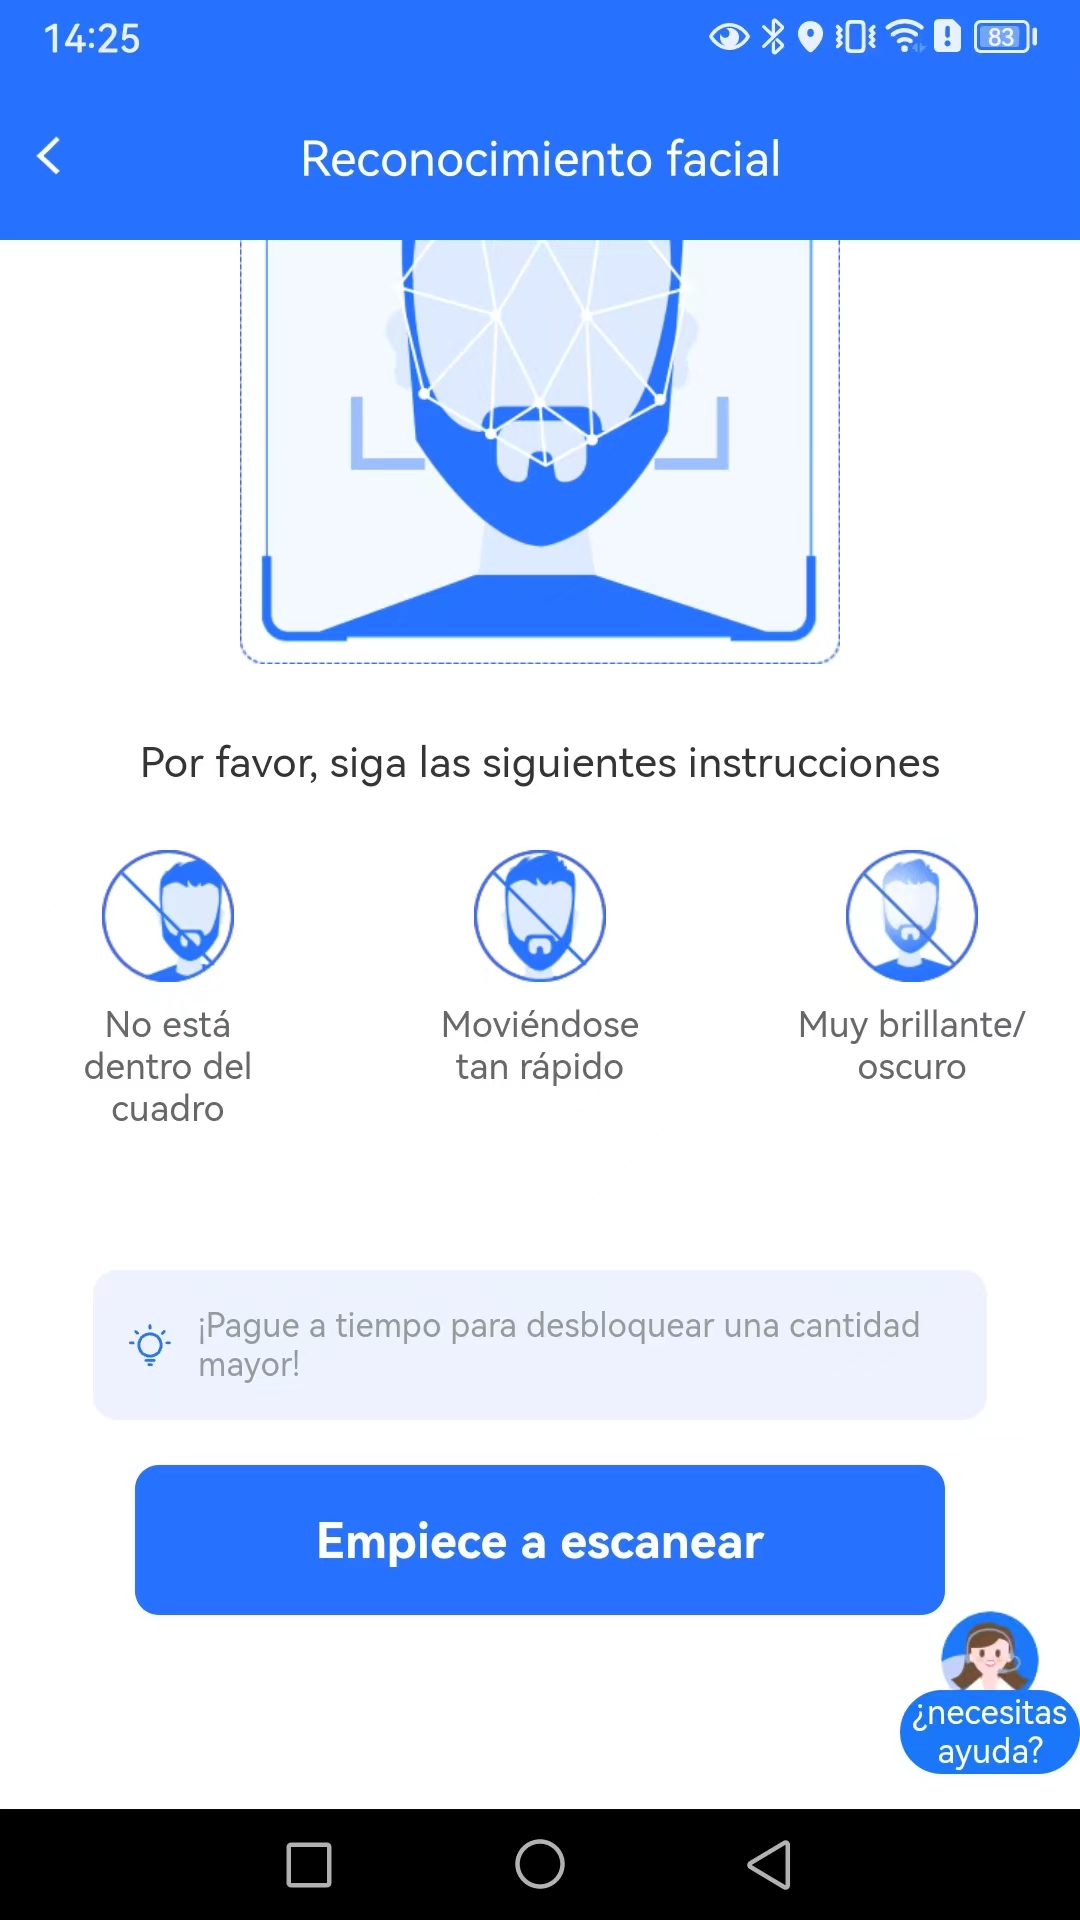 14:25
83
Reconocimiento facial
Por favor, siga las siguientes instrucciones
No está
dentro del
cuadro
Moviéndose
tan rápido
Muy brillante/
oscuro
¡Pague a tiempo para desbloquear una cantidad
mayor!
Empiece a escanear
¿necesitas
ayuda?